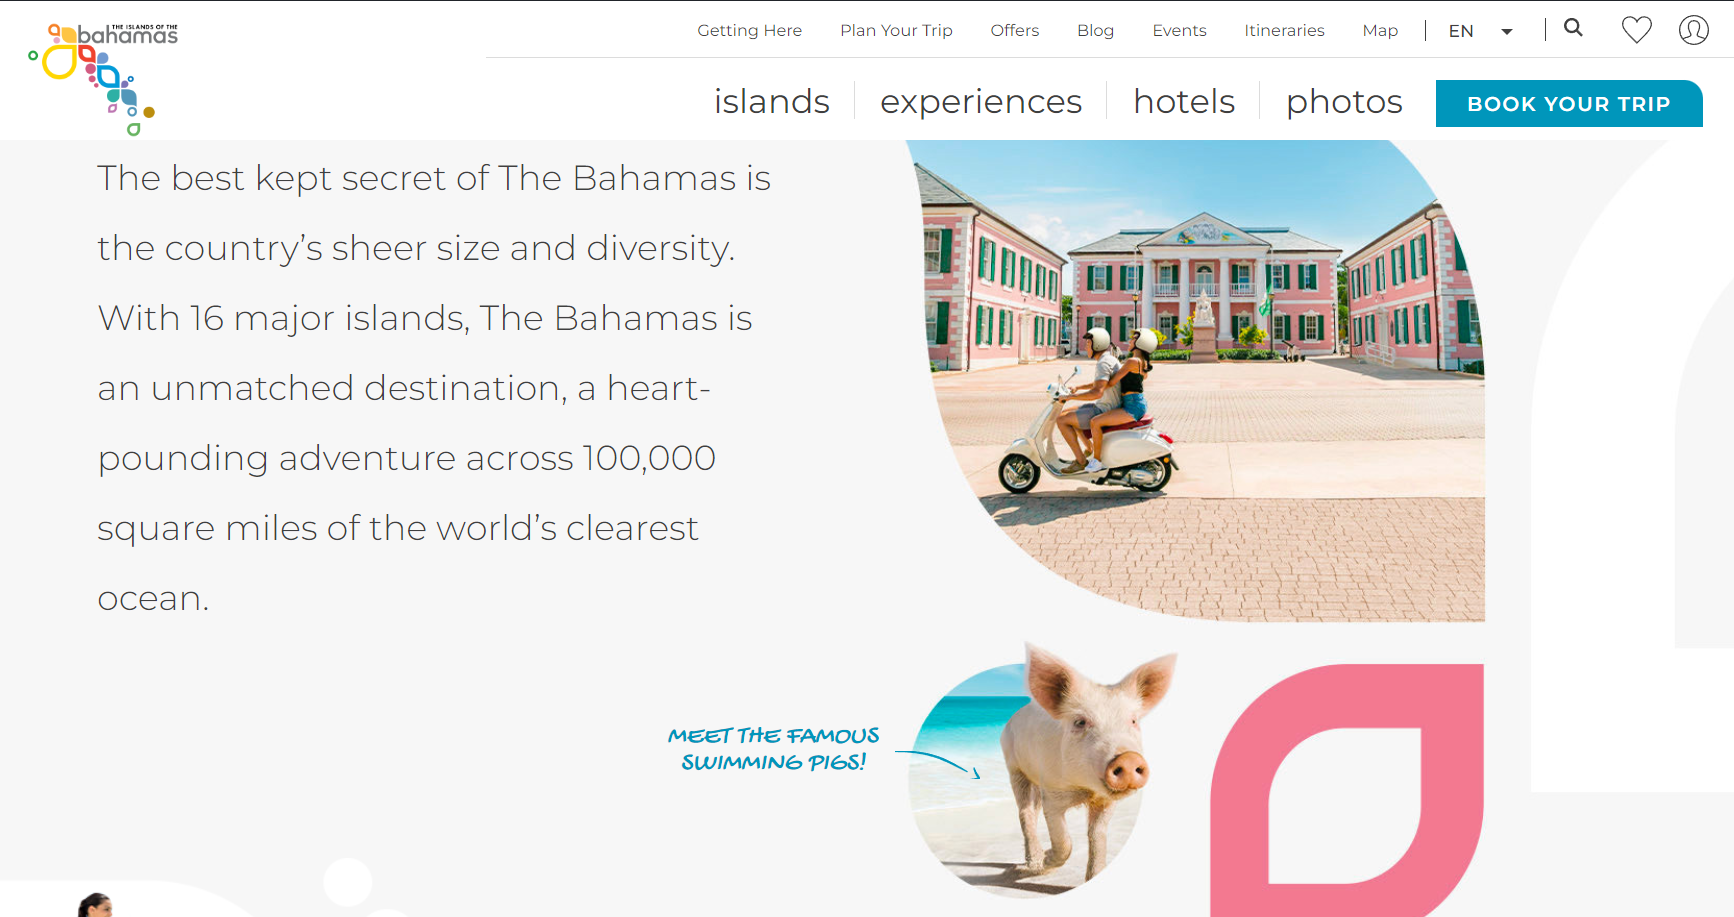 THE ISLANDS OF THE
bahamas
Getting Here Plan Your Trip Offers Blog Events Itineraries Map EN
islands experiences hotels photos BOOK YOUR TRIP
The best kept secret of The Bahamas is
the country’s sheer size and diversity.
With 16 major islands, The Bahamas is
an unmatched destination, a heart-
pounding adventure across 100,000
square miles of the world’s clearest
ocean.
MEET THE FAMOUS
SWIMMING PIGS!